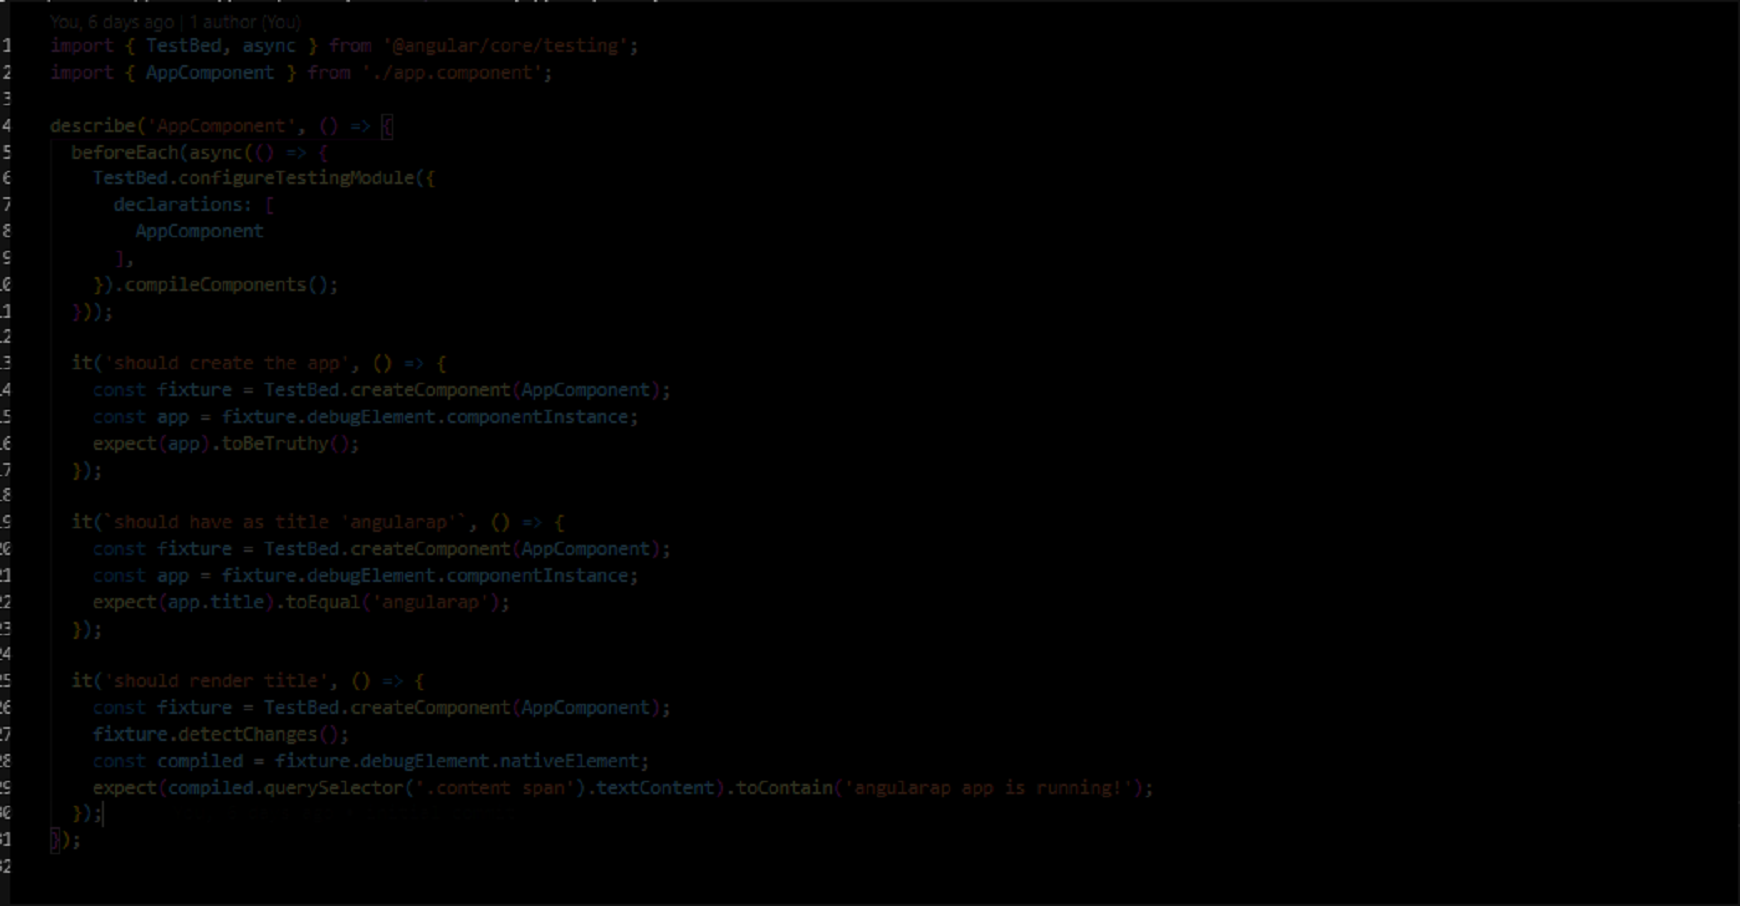 You, 6 days ago | 1 author (You)
1 import { TestBed, async } from '@angular/core/testing';
2 import { AppComponent } from './app.component';
3
4 describe('AppComponent', () => {
5 beforeEach(async(() => {
6 TestBed.configureTestingModule({
7 declarations: [
8 AppComponent
9 ],
10 }).compileComponents();
11 }));
12
13 it('should create the app', () => {
14 const fixture = TestBed.createComponent(AppComponent);
15 const app = fixture.debugElement.componentInstance;
16 expect(app).toBeTruthy();
17 });
18
19 it(`should have as title 'angularap'`, () => {
20 const fixture = TestBed.createComponent(AppComponent);
21 const app = fixture.debugElement.componentInstance;
22 expect(app.title).toEqual('angularap');
23 });
24
25 it('should render title', () => {
26 const fixture = TestBed.createComponent(AppComponent);
27 fixture.detectChanges();
28 const compiled = fixture.debugElement.nativeElement;
29 expect(compiled.querySelector('.content span').textContent).toContain('angularap app is running!');
30 });
31 });
32